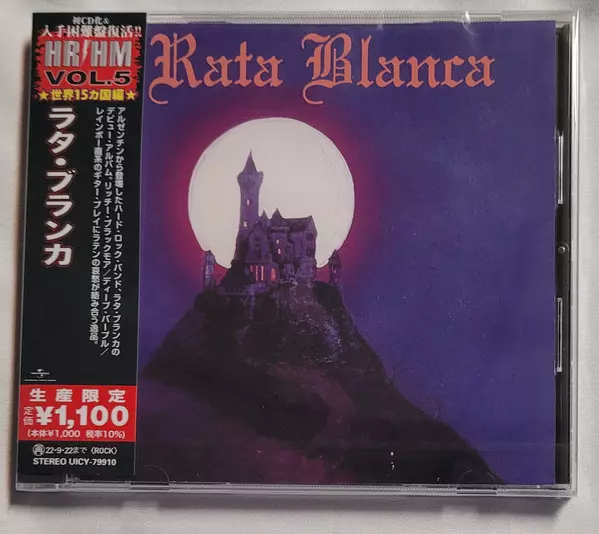 初CD化&
入手困難盤復活!!
HR/HM
VOL.5
★世界15カ国編★
Rata Blanca
ラタ・ブランカ
アルゼンチンから登場したハード・ロック・バンド、ラタ・ブランカの
デビュー・アルバム。リッチー・ブラックモア/ディープ・パープル/
レインボー直系のギター・プレイにラテンの哀愁が絡み合う逸品。
生産限定
定価 ¥1,100
(本体¥1,000 税率10%)
再 22-9-22まで〈ROCK〉
STEREO UICY-79910